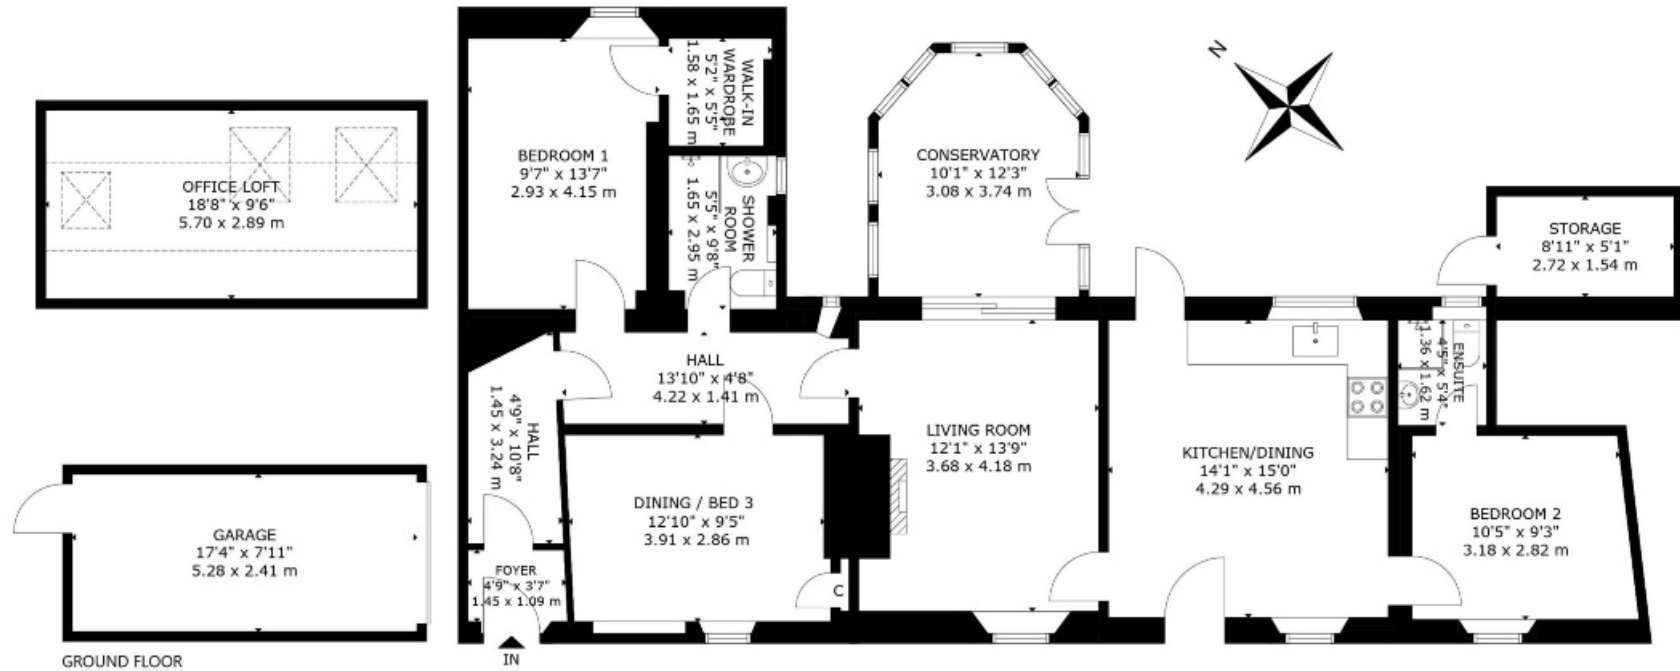 OFFICE LOFT
18'8" x 9'6"
5.70 x 2.89 m
GARAGE
17'4" x 7'11"
5.28 x 2.41 m
GROUND FLOOR
BEDROOM 1
9'7" x 13'7"
2.93 x 4.15 m
WALK-IN
WARDROBE
5'2" x 5'5"
1.58 x 1.65 m
SHOWER
ROOM
5'5" x 9'8"
1.65 x 2.95 m
HALL
13'10" x 4'8"
4.22 x 1.41 m
HALL
4'9" x 10'8"
1.45 x 3.24 m
FOYER
4'9" x 3'7"
1.45 x 1.09 m
IN
DINING / BED 3
12'10" x 9'5"
3.91 x 2.86 m
C
CONSERVATORY
10'1" x 12'3"
3.08 x 3.74 m
LIVING ROOM
12'1" x 13'9"
3.68 x 4.18 m
N
KITCHEN/DINING
14'1" x 15'0"
4.29 x 4.56 m
ENSUITE
4'5" x 5'4"
1.36 x 1.62 m
STORAGE
8'11" x 5'1"
2.72 x 1.54 m
BEDROOM 2
10'5" x 9'3"
3.18 x 2.82 m